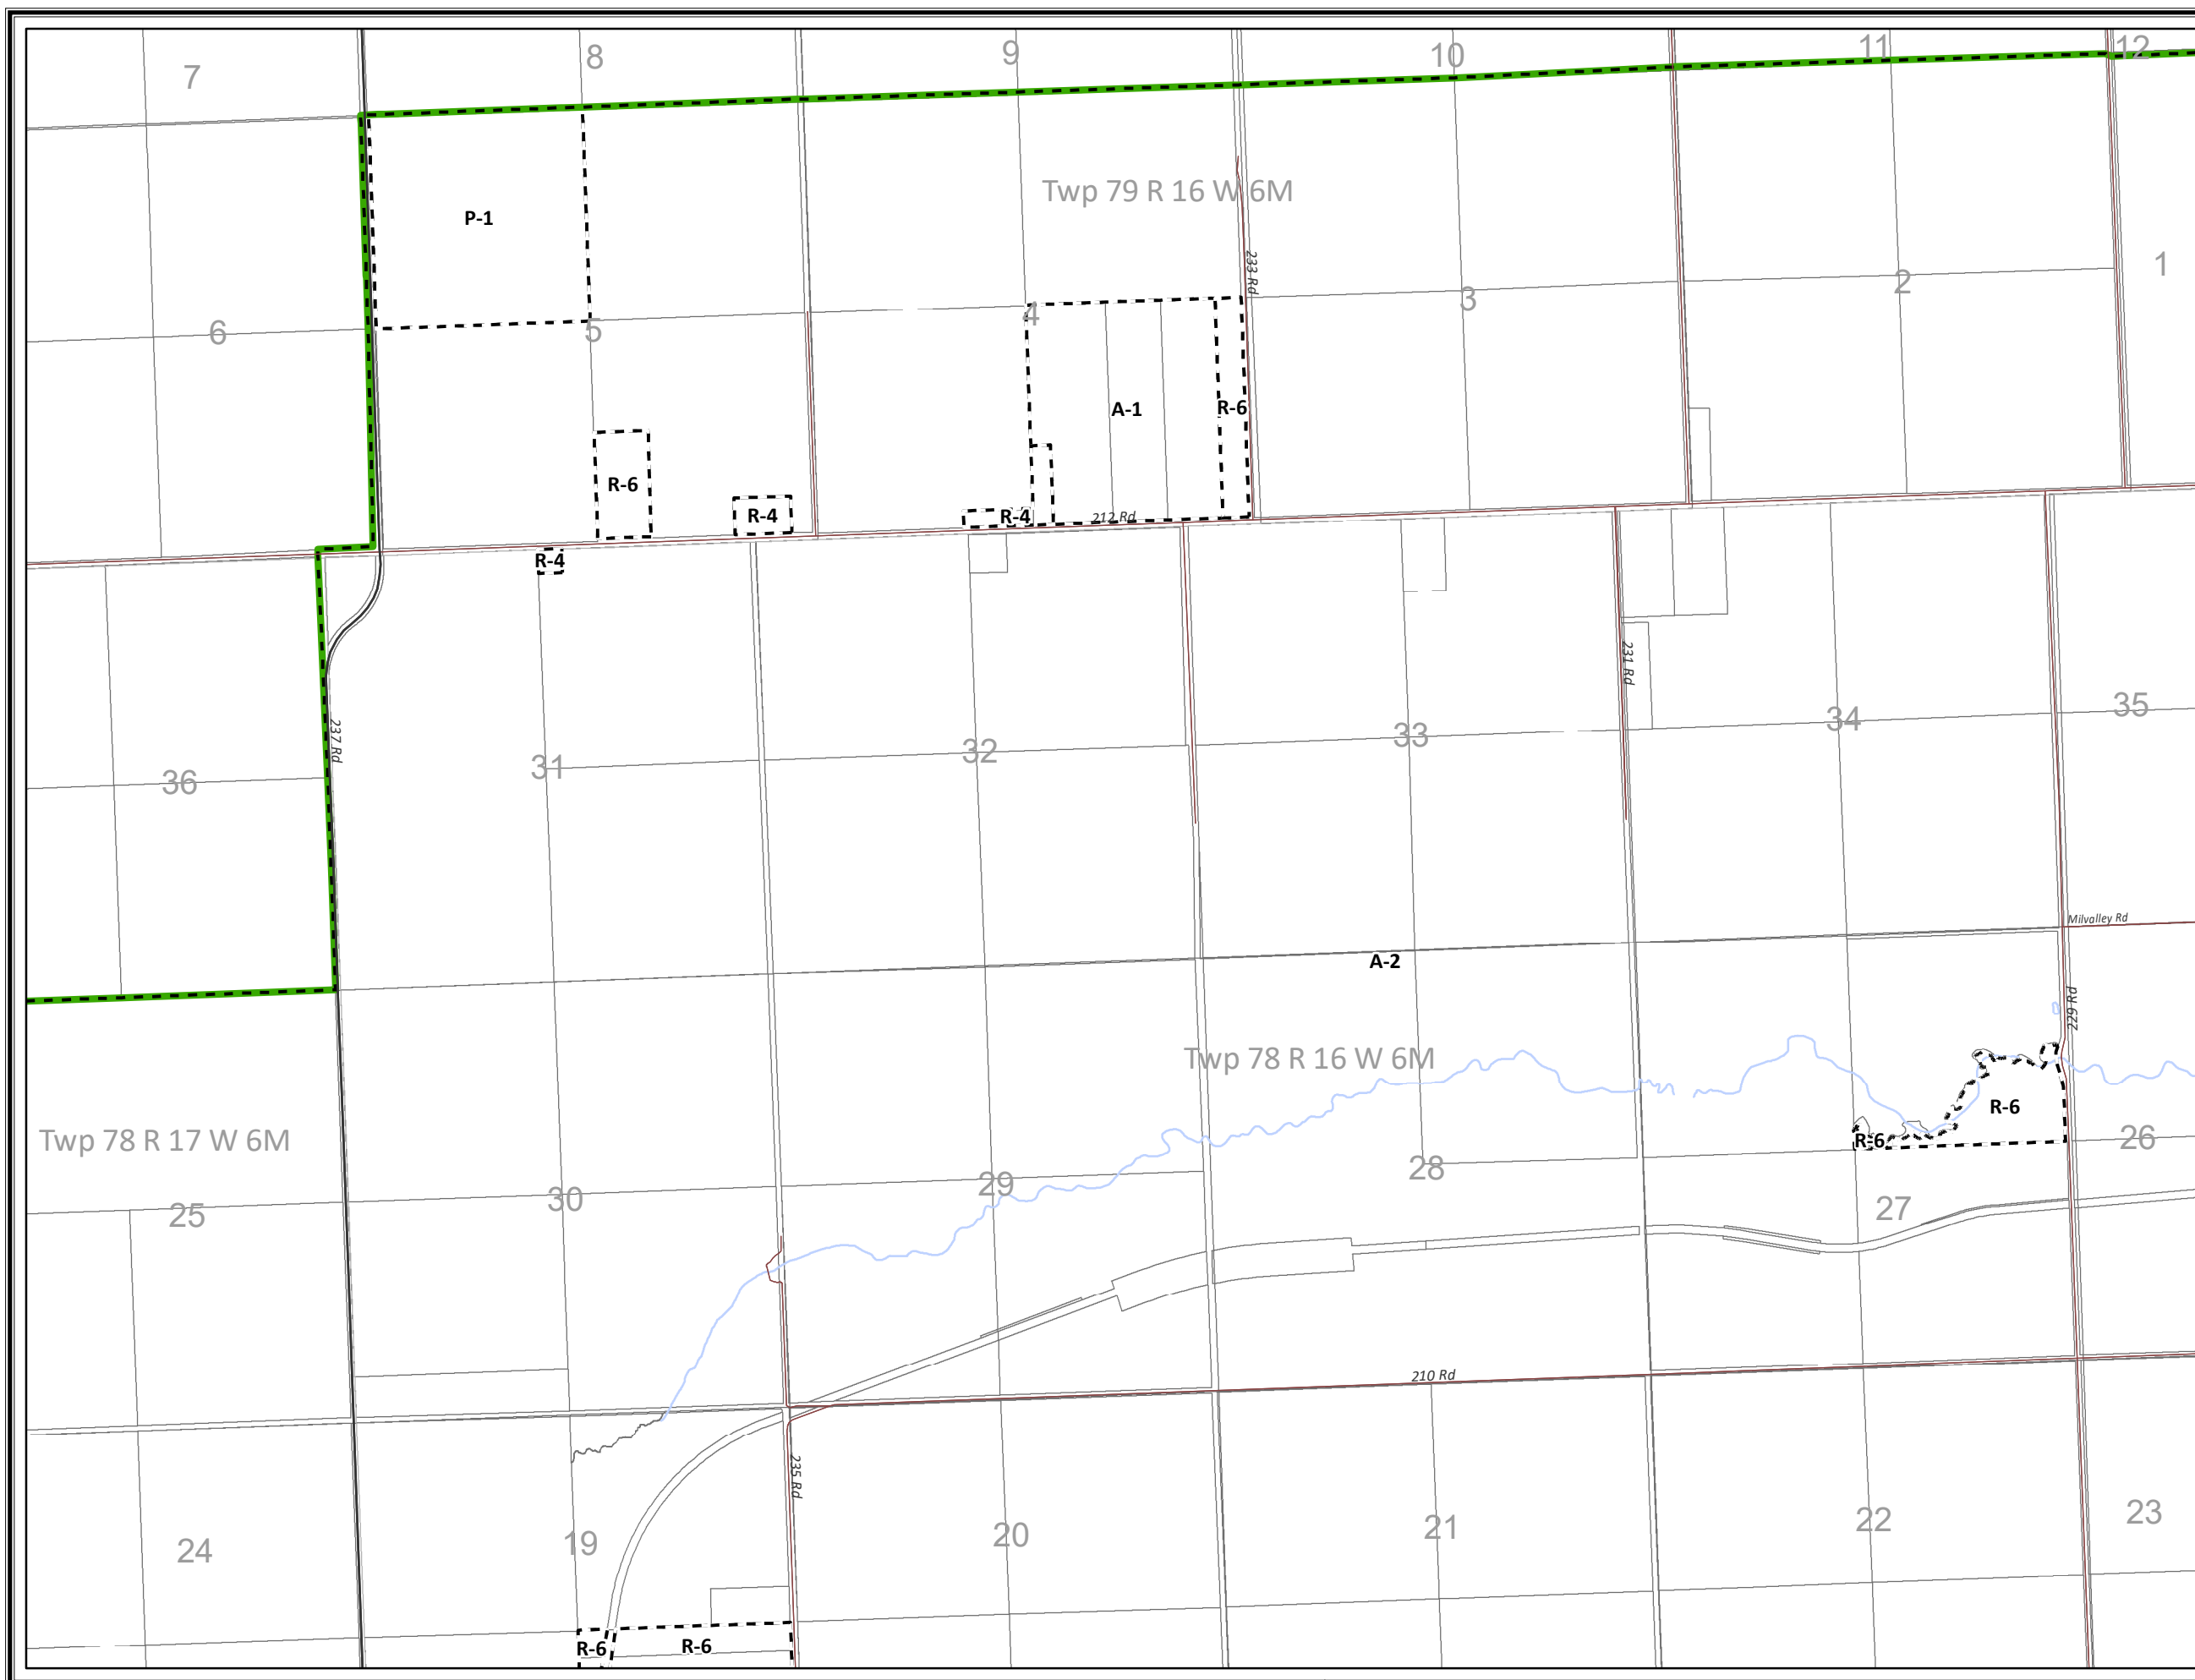 7
8
9
10
11
12
Twp 79 R 16 W 6M
P-1
233 Rd
1
2
3
4
5
6
A-1
R-6
R-6
R-4
R-4
212 Rd
R-4
231 Rd
237 Rd
36
31
32
33
34
35
Milvalley Rd
A-2
229 Rd
Twp 78 R 16 W 6M
R-6
R-6
Twp 78 R 17 W 6M
25
30
29
28
27
26
210 Rd
235 Rd
24
19
20
21
22
23
R-6
R-6